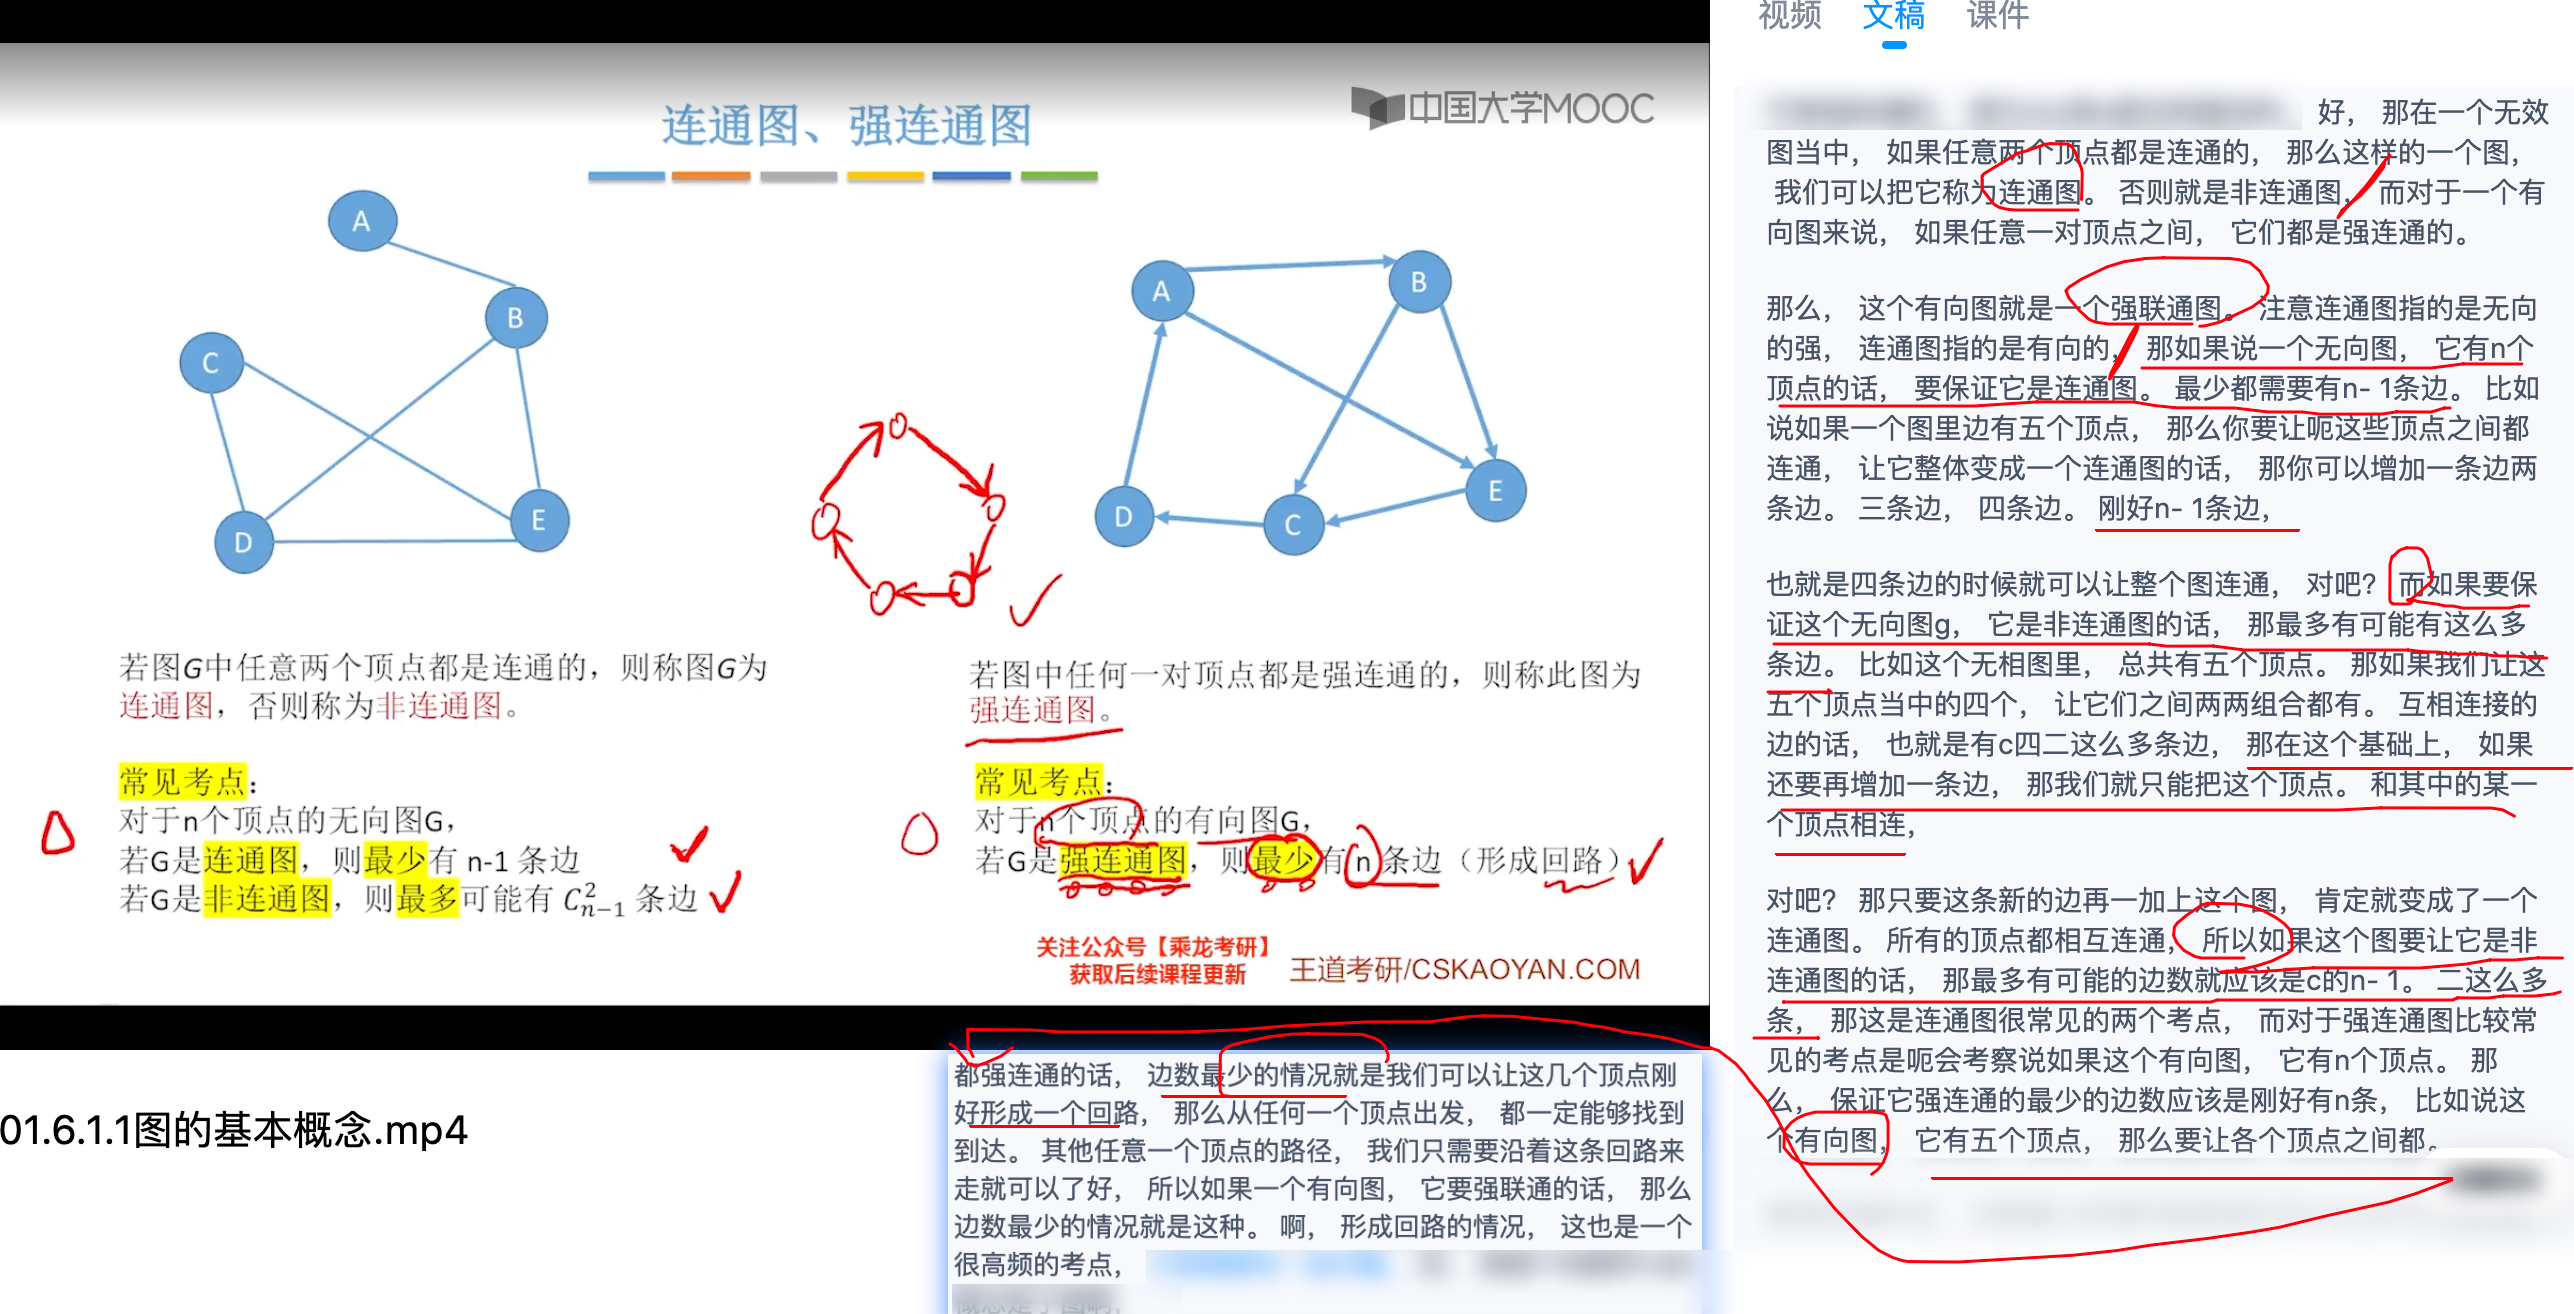 连通图、强连通图
中国大学MOOC
A
B
C
D
E
A
B
D
C
E
若图G中任意两个顶点都是连通的，则称图G为
连通图，否则称为非连通图。
常见考点：
对于n个顶点的无向图G，
若G是连通图，则最少有 n-1 条边
若G是非连通图，则最多可能有 C²ₙ₋₁ 条边
若图中任何一对顶点都是强连通的，则称此图为
强连通图。
常见考点：
对于n个顶点的有向图G，
若G是强连通图，则最少有 n 条边（形成回路）
关注公众号【乘龙考研】
获取后续课程更新
王道考研/CSKAOYAN.COM
01.6.1.1图的基本概念.mp4
视频 文稿 课件
好， 那在一个无效
图当中， 如果任意两个顶点都是连通的， 那么这样的一个图，
我们可以把它称为连通图。 否则就是非连通图， 而对于一个有
向图来说， 如果任意一对顶点之间， 它们都是强连通的。
那么， 这个有向图就是一个强联通图。 注意连通图指的是无向
的强， 连通图指的是有向的， 那如果说一个无向图， 它有n个
顶点的话， 要保证它是连通图。 最少都需要有n- 1条边。 比如
说如果一个图里边有五个顶点， 那么你要让呃这些顶点之间都
连通， 让它整体变成一个连通图的话， 那你可以增加一条边两
条边。 三条边， 四条边。 刚好n- 1条边，
也就是四条边的时候就可以让整个图连通， 对吧？ 而如果要保
证这个无向图g， 它是非连通图的话， 那最多有可能有这么多
条边。 比如这个无相图里， 总共有五个顶点。 那如果我们让这
五个顶点当中的四个， 让它们之间两两组合都有。 互相连接的
边的话， 也就是有c四二这么多条边， 那在这个基础上， 如果
还要再增加一条边， 那我们就只能把这个顶点。 和其中的某一
个顶点相连，
对吧？ 那只要这条新的边再一加上这个图， 肯定就变成了一个
连通图。 所有的顶点都相互连通， 所以如果这个图要让它是非
连通图的话， 那最多有可能的边数就应该是c的n- 1。 二这么多
条， 那这是连通图很常见的两个考点， 而对于强连通图比较常
见的考点是呃会考察说如果这个有向图， 它有n个顶点。 那
么， 保证它强连通的最少的边数应该是刚好有n条， 比如说这
个有向图， 它有五个顶点， 那么要让各个顶点之间都。
都强连通的话， 边数最少的情况就是我们可以让这几个顶点刚
好形成一个回路， 那么从任何一个顶点出发， 都一定能够找到
到达。 其他任意一个顶点的路径， 我们只需要沿着这条回路来
走就可以了好， 所以如果一个有向图， 它要强联通的话， 那么
边数最少的情况就是这种。 啊， 形成回路的情况， 这也是一个
很高频的考点，